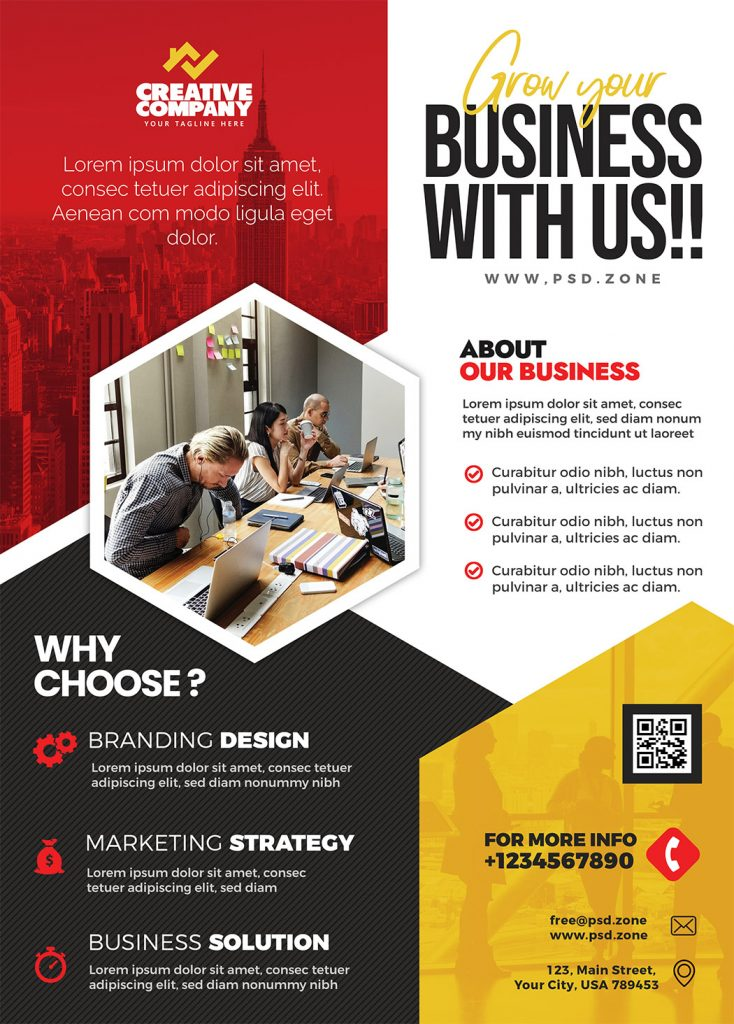 CREATIVE
COMPANY
YOUR TAGLINE HERE
Lorem ipsum dolor sit amet,
consec tetuer adipiscing elit.
Aenean com modo ligula eget
dolor.
Grow your
BUSINESS
WITH US!!
WWW,PSD.ZONE
ABOUT
OUR BUSINESS
Lorem ipsum dolor sit amet, consec
tetuer adipiscing elit, sed diam nonum
my nibh euismod tincidunt ut laoreet
Curabitur odio nibh, luctus non
pulvinar a, ultricies ac diam.
Curabitur odio nibh, luctus non
pulvinar a, ultricies ac diam.
Curabitur odio nibh, luctus non
pulvinar a, ultricies ac diam.
WHY
CHOOSE ?
BRANDING DESIGN
Lorem ipsum dolor sit amet, consec tetuer
adipiscing elit, sed diam nonummy nibh
MARKETING STRATEGY
Lorem ipsum dolor sit amet, consec
tetuer adipiscing elit, sed diam
BUSINESS SOLUTION
Lorem ipsum dolor sit amet, consec tetuer
adipiscing elit, sed diam nonummy nibh
FOR MORE INFO
+1234567890
free@psd.zone
www.psd.zone
123, Main Street,
Your City, USA 789453